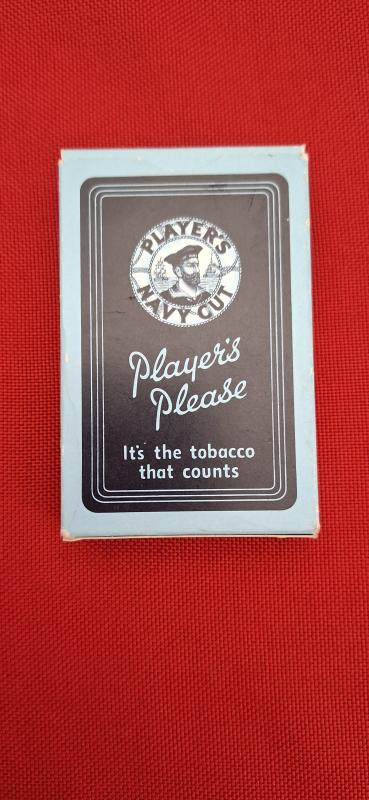 PLAYER'S
NAVY CUT
Player's
Please
It's the tobacco
that counts